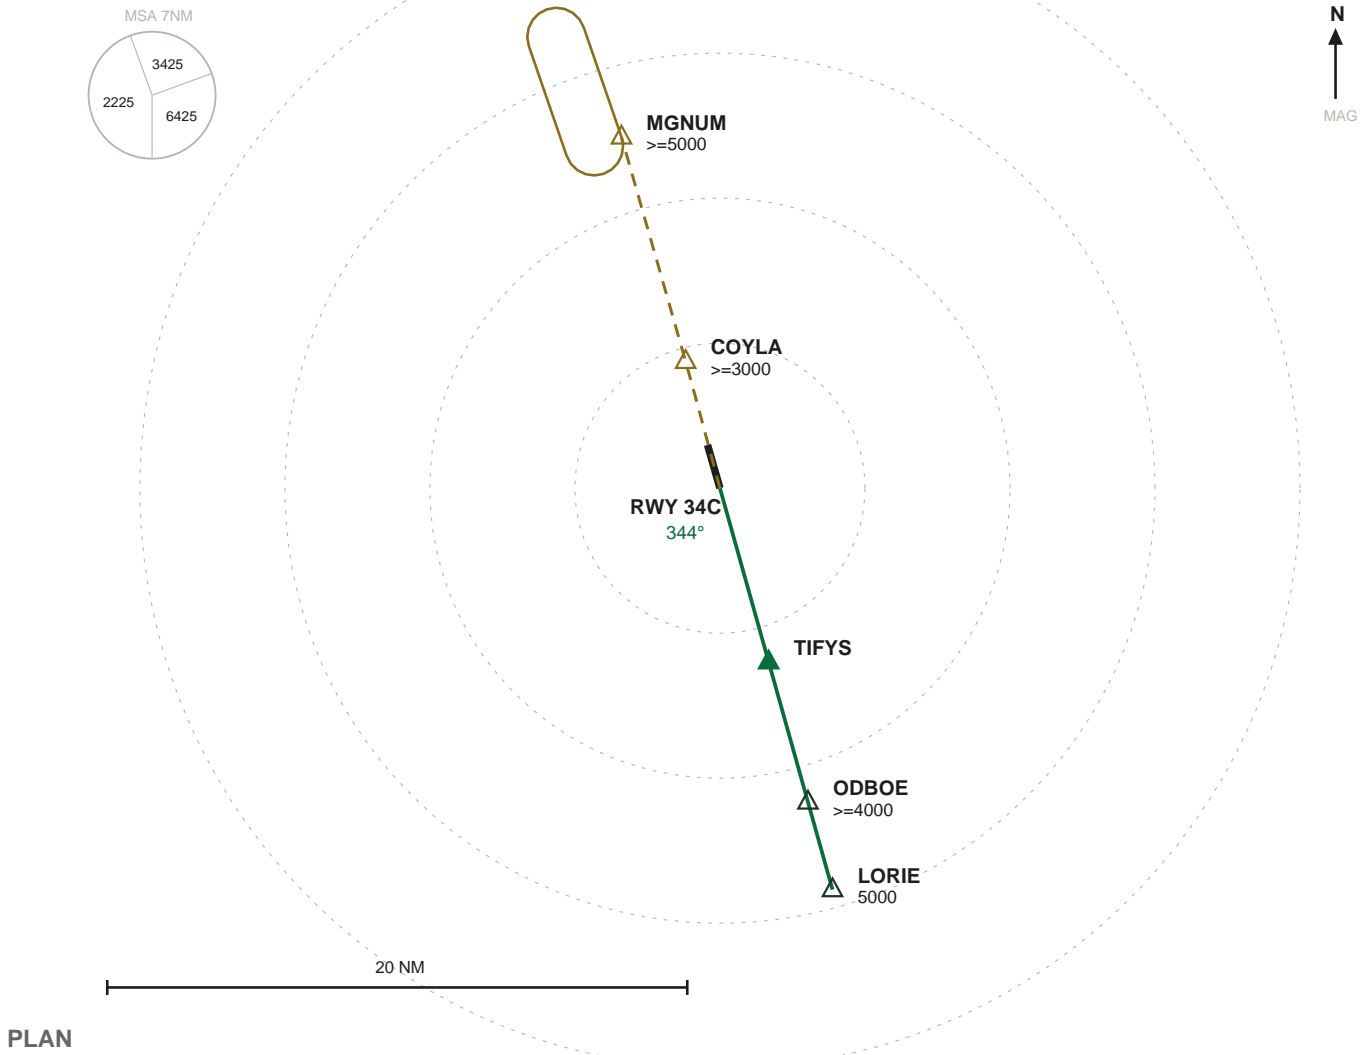 MSA 7NM
3425
2225
6425
N
MAG
MGNUM
>=5000
COYLA
>=3000
RWY 34C
344°
TIFYS
ODBOE
>=4000
LORIE
5000
20 NM
PLAN